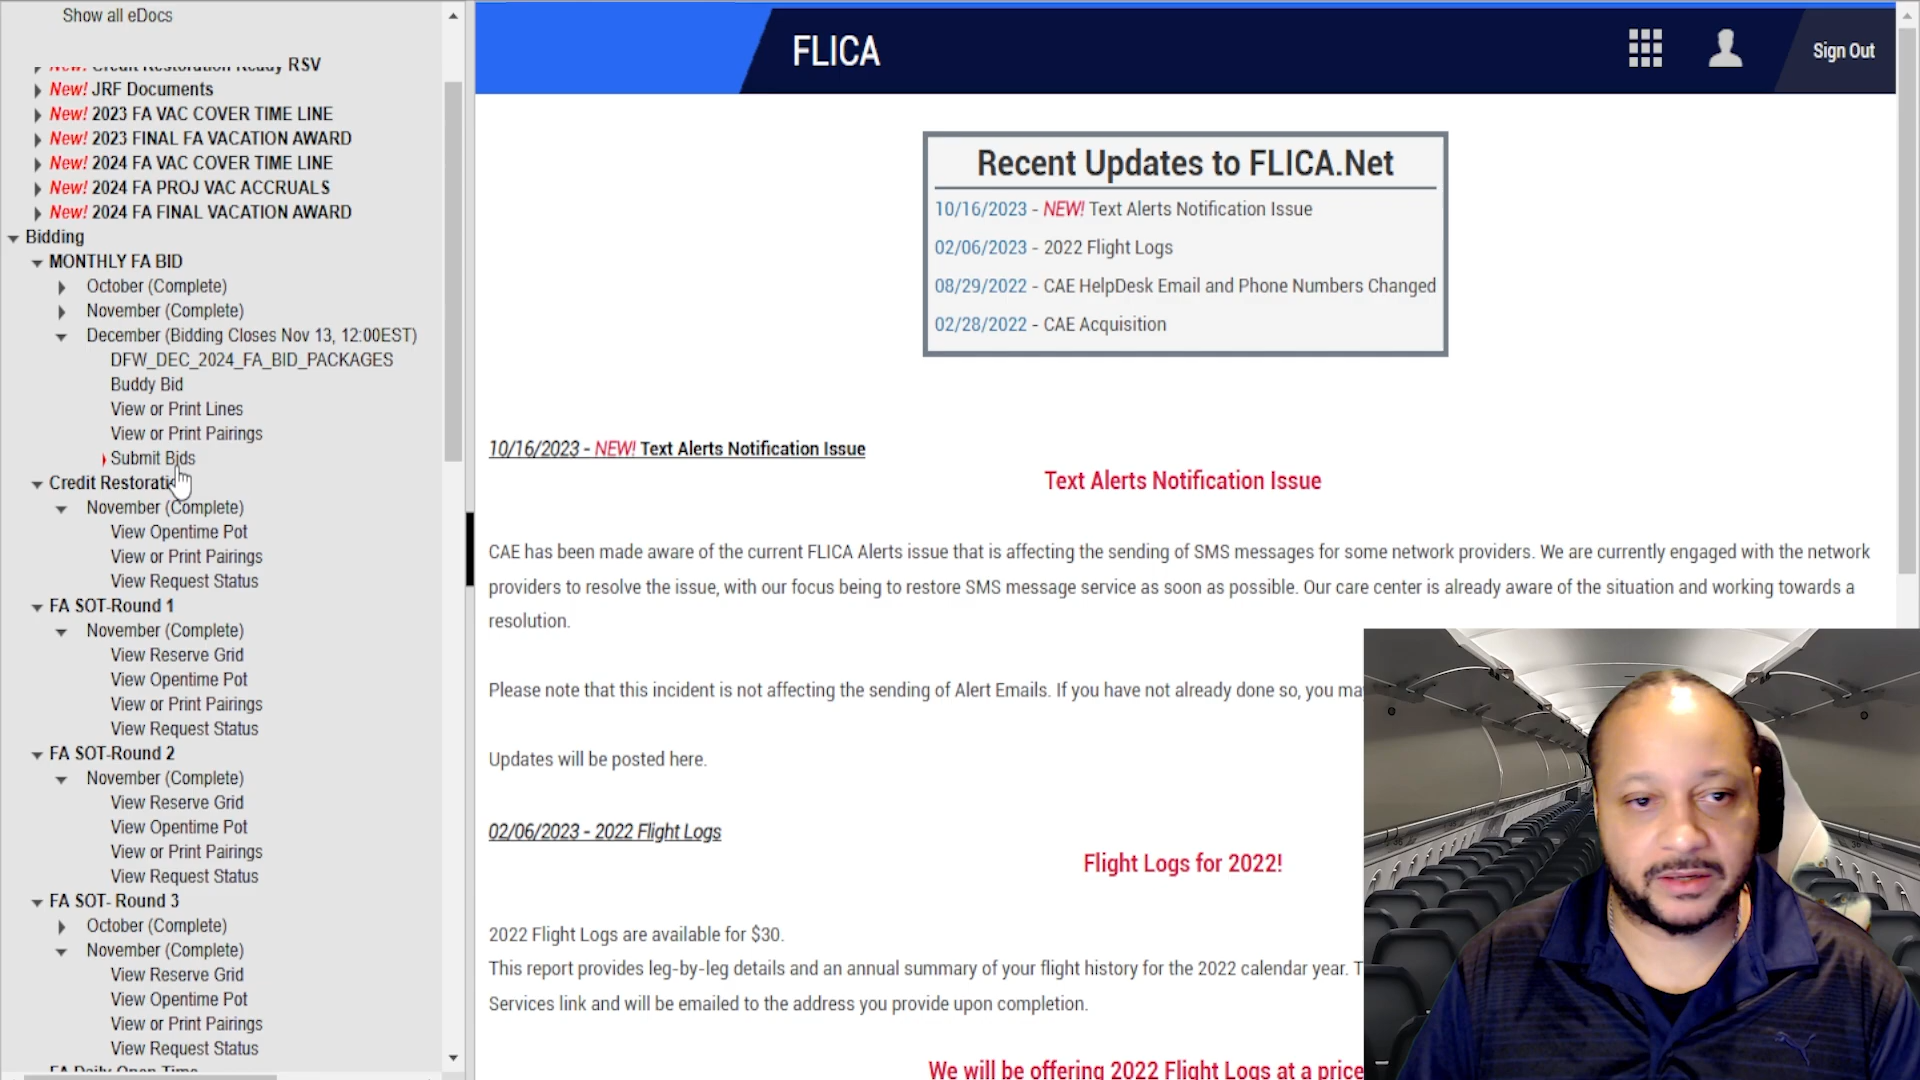 Show all eDocs
New! Credit Restoration Ready RSV
New! JRF Documents
New! 2023 FA VAC COVER TIME LINE
New! 2023 FINAL FA VACATION AWARD
New! 2024 FA VAC COVER TIME LINE
New! 2024 FA PROJ VAC ACCRUALS
New! 2024 FA FINAL VACATION AWARD
Bidding
MONTHLY FA BID
October (Complete)
November (Complete)
December (Bidding Closes Nov 13, 12:00EST)
DFW_DEC_2024_FA_BID_PACKAGES
Buddy Bid
View or Print Lines
View or Print Pairings
Submit Bids
Credit Restorati
November (Complete)
View Opentime Pot
View or Print Pairings
View Request Status
FA SOT-Round 1
November (Complete)
View Reserve Grid
View Opentime Pot
View or Print Pairings
View Request Status
FA SOT-Round 2
November (Complete)
View Reserve Grid
View Opentime Pot
View or Print Pairings
View Request Status
FA SOT- Round 3
October (Complete)
November (Complete)
View Reserve Grid
View Opentime Pot
View or Print Pairings
View Request Status
FA Daily Open Time
FLICA
Sign Out
Recent Updates to FLICA.Net
10/16/2023 - NEW! Text Alerts Notification Issue
02/06/2023 - 2022 Flight Logs
08/29/2022 - CAE HelpDesk Email and Phone Numbers Changed
02/28/2022 - CAE Acquisition
10/16/2023 - NEW! Text Alerts Notification Issue
Text Alerts Notification Issue
CAE has been made aware of the current FLICA Alerts issue that is affecting the sending of SMS messages for some network providers. We are currently engaged with the network
providers to resolve the issue, with our focus being to restore SMS message service as soon as possible. Our care center is already aware of the situation and working towards a
resolution.
Please note that this incident is not affecting the sending of Alert Emails. If you have not already done so, you ma
Updates will be posted here.
02/06/2023 - 2022 Flight Logs
Flight Logs for 2022!
2022 Flight Logs are available for $30.
This report provides leg-by-leg details and an annual summary of your flight history for the 2022 calendar year. T
Services link and will be emailed to the address you provide upon completion.
We will be offering 2022 Flight Logs at a price